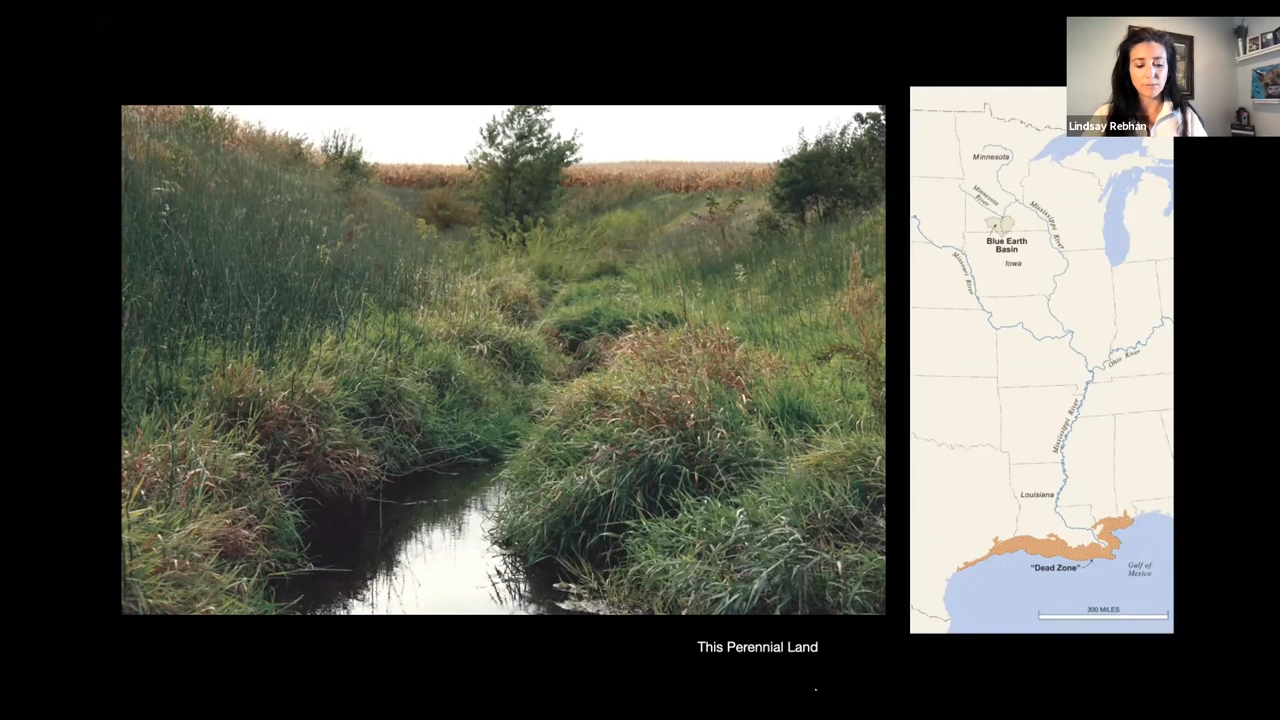 Lindsay Rebhan
Minnesota
Minnesota
River
Mississippi River
Blue Earth
Basin
Iowa
Missouri River
Ohio River
Mississippi River
Louisiana
"Dead Zone"
Gulf of
Mexico
300 MILES
This Perennial Land